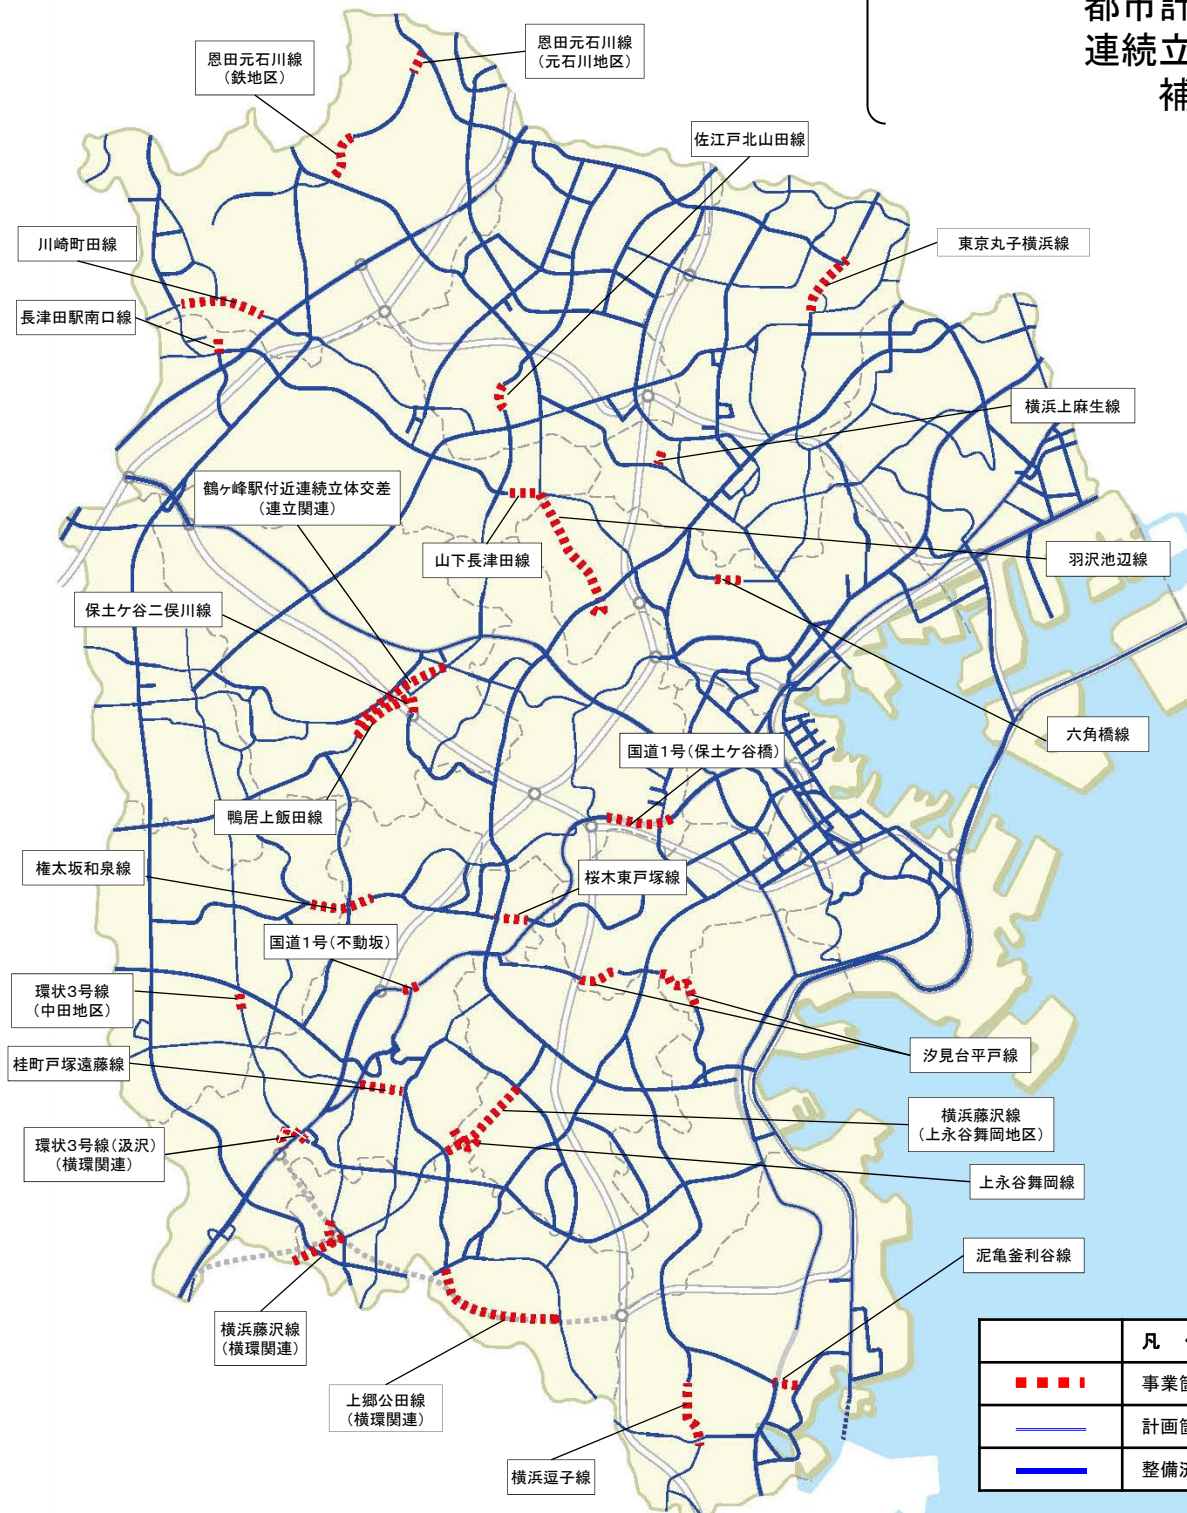 都市計
連続立
補
恩田元石川線
(元石川地区)
恩田元石川線
(鉄地区)
佐江戸北山田線
川崎町田線
東京丸子横浜線
長津田駅南口線
横浜上麻生線
鶴ヶ峰駅付近連続立体交差
(連立関連)
山下長津田線
羽沢池辺線
保土ケ谷二俣川線
六角橋線
国道1号(保土ケ谷橋)
鴨居上飯田線
権太坂和泉線
桜木東戸塚線
国道1号(不動坂)
環状3号線
(中田地区)
汐見台平戸線
桂町戸塚遠藤線
横浜藤沢線
(上永谷舞岡地区)
環状3号線(汲沢)
(横環関連)
上永谷舞岡線
泥亀釜利谷線
横浜藤沢線
(横環関連)
上郷公田線
(横環関連)
横浜逗子線
凡
事業箇
計画箇
整備済